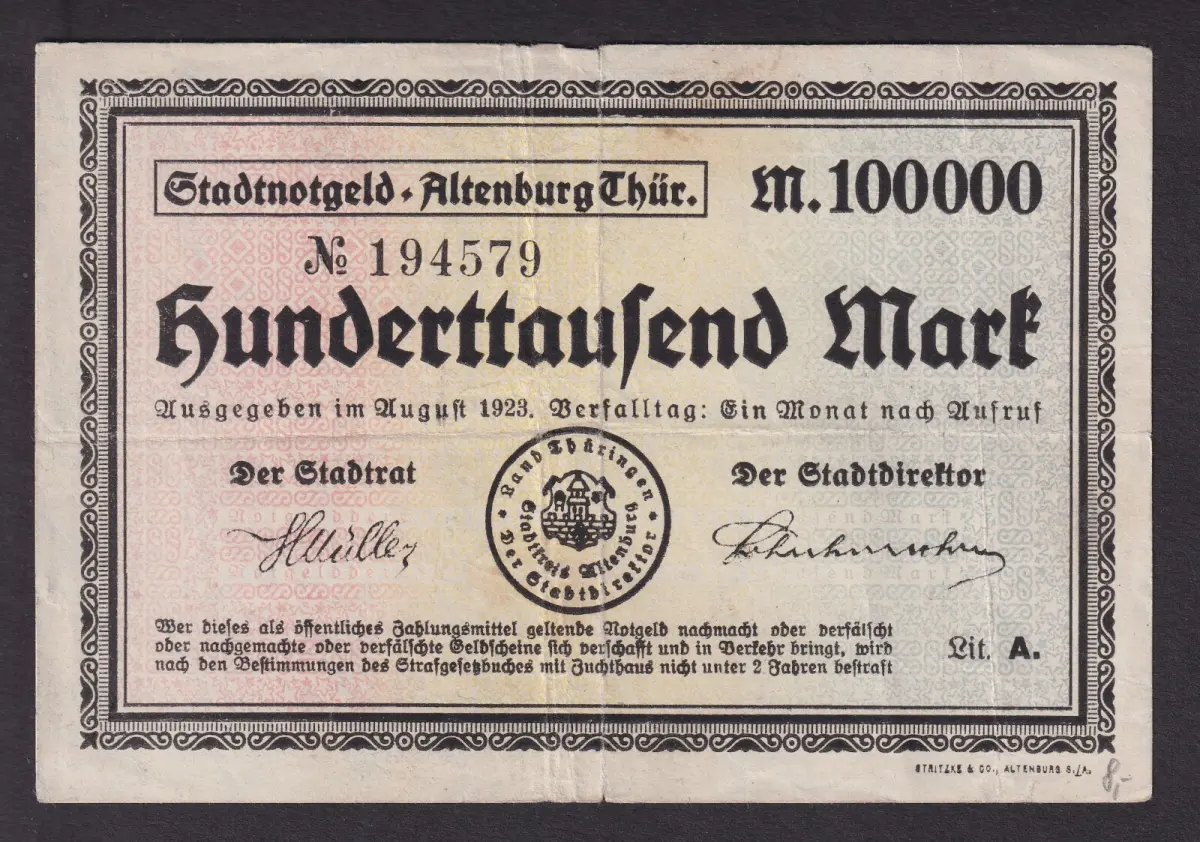 Stadtnotgeld · Altenburg Thür.
M. 100000
№ 194579
Hunderttausend Mark
Ausgegeben im August 1923. Verfalltag: Ein Monat nach Aufruf
Der Stadtrat
Der Stadtdirektor
Land Thüringen
Stadtkreis Altenburg
* Der Stadtdirektor *
HMüller
Wer dieses als öffentliches Zahlungsmittel geltende Notgeld nachmacht oder verfälscht
oder nachgemachte oder verfälschte Geldscheine sich verschafft und in Verkehr bringt, wird
nach den Bestimmungen des Strafgesetzbuches mit Zuchthaus nicht unter 2 Jahren bestraft
Lit. A.
STRITZKE & CO., ALTENBURG S./A.
8,-